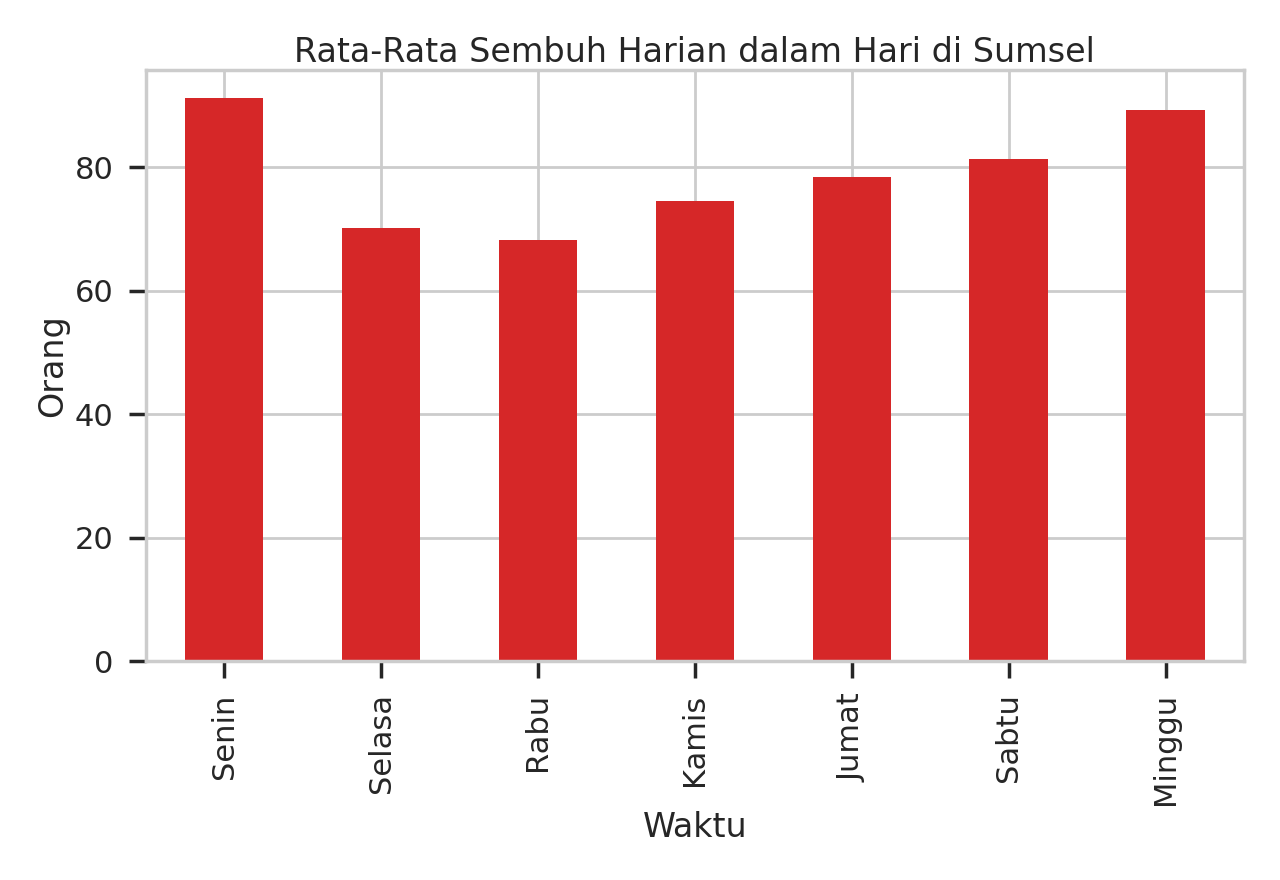 Rata-Rata Sembuh Harian dalam Hari di Sumsel
Orang
80
60
40
20
0
Senin
Selasa
Rabu
Kamis
Jumat
Sabtu
Minggu
Waktu